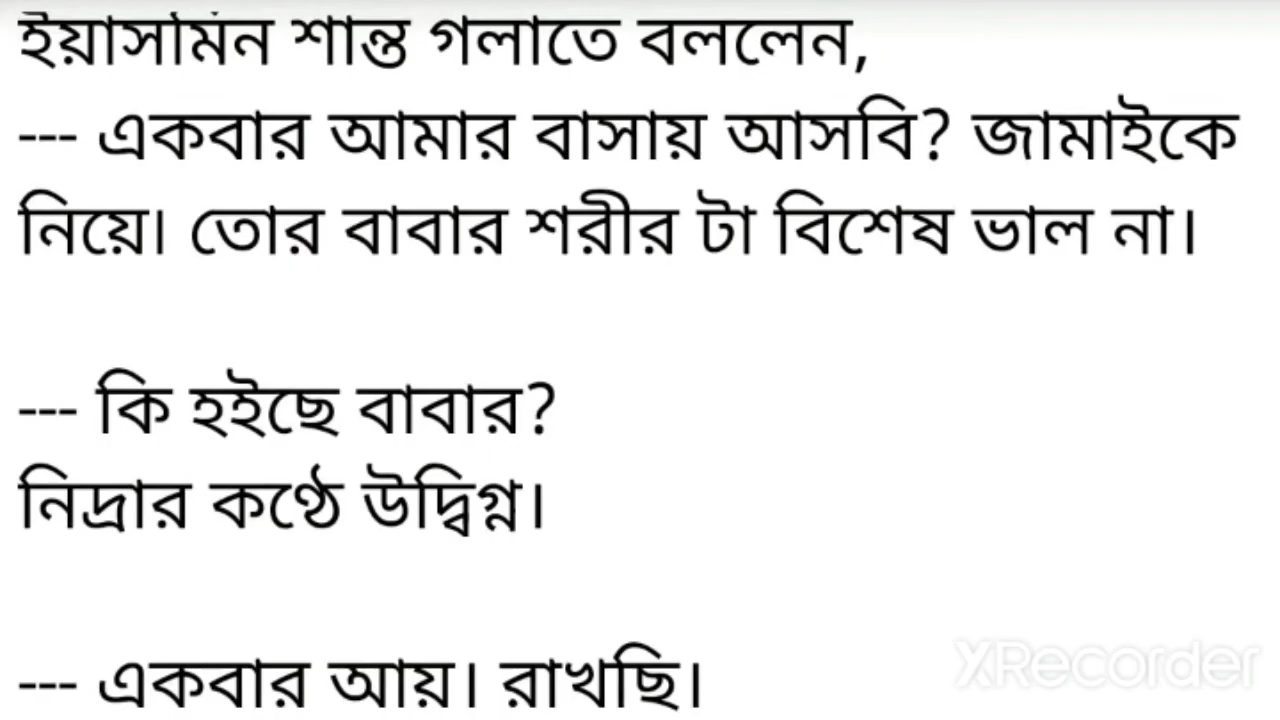 ইয়াসমিন শান্ত গলাতে বললেন,
--- একবার আমার বাসায় আসবি? জামাইকে
নিয়ে। তোর বাবার শরীর টা বিশেষ ভাল না।
--- কি হইছে বাবার?
নিদ্রার কণ্ঠে উদ্বিগ্ন।
--- একবার আয়। রাখছি।
XRecorder